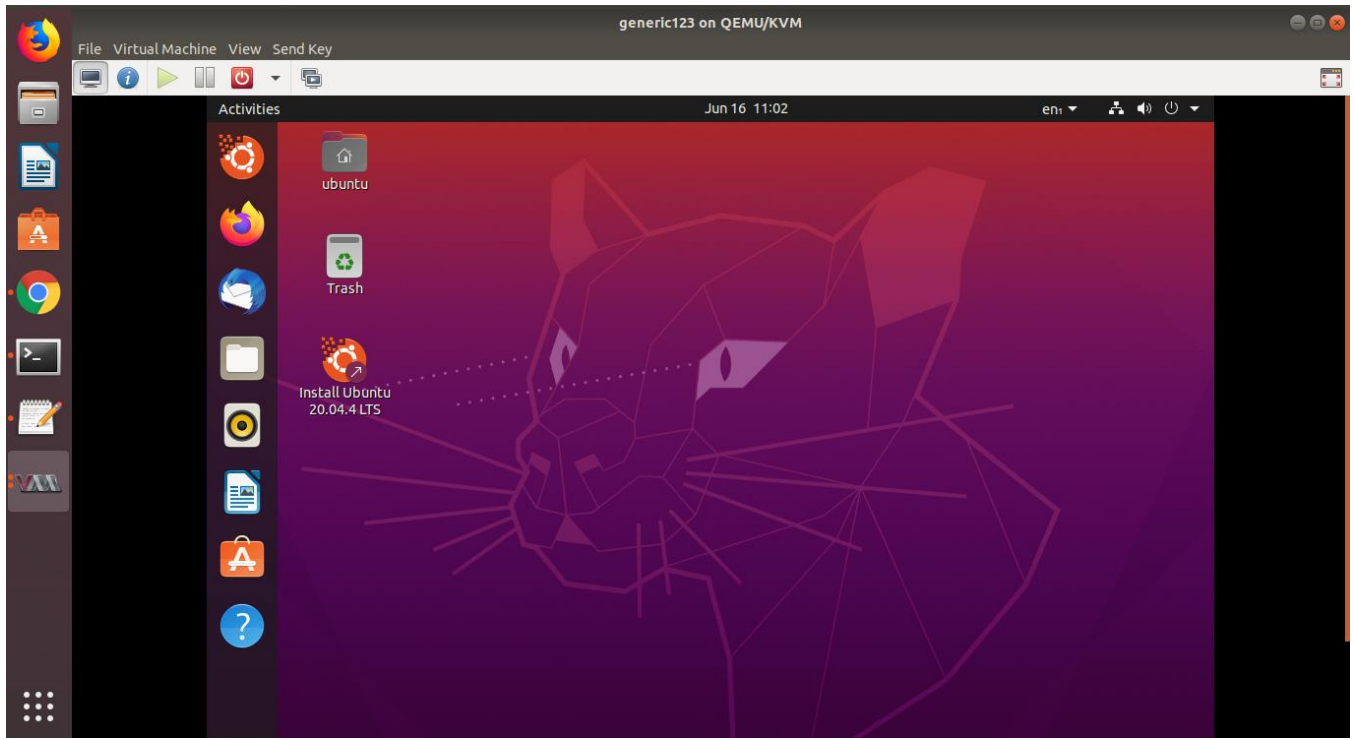 generic123 on QEMU/KVM
File Virtual Machine View Send Key
Activities
Jun 16 11:02
en₁
ubuntu
Trash
Install Ubuntu
20.04.4 LTS